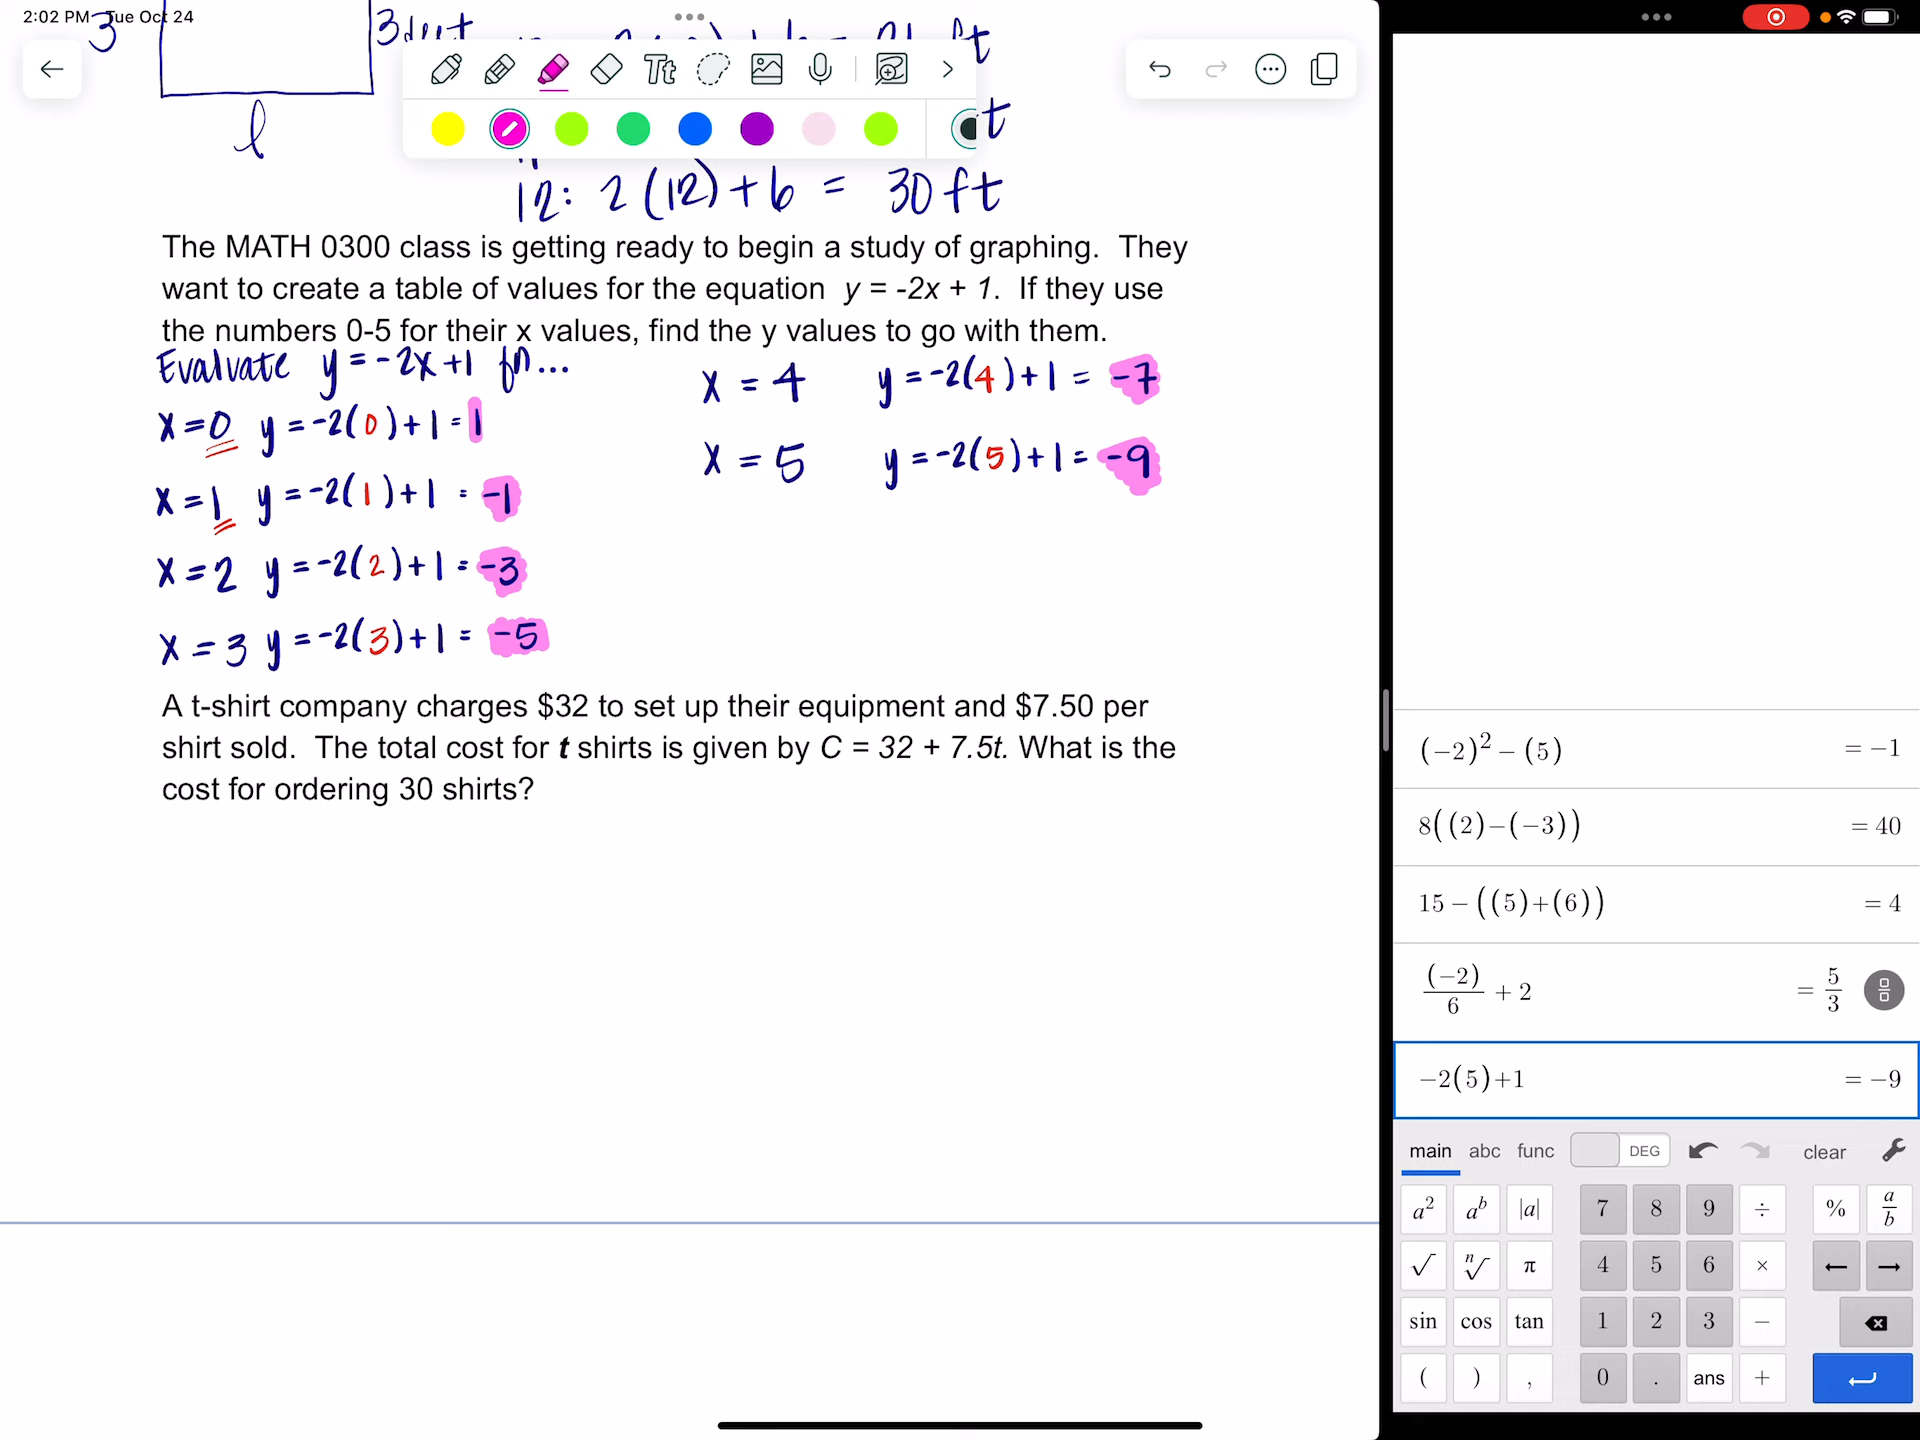 2:02 PM Tue Oct 24
3
l
12: 2(12)+6 = 30 ft
The MATH 0300 class is getting ready to begin a study of graphing. They
want to create a table of values for the equation y = -2x + 1. If they use
the numbers 0-5 for their x values, find the y values to go with them.
Evaluate y = -2x +1 for...
x = 0 y = -2(0)+1 = 1
x = 1 y = -2(1)+1 = -1
x = 2 y = -2(2)+1 = -3
x = 3 y = -2(3)+1 = -5
x = 4 y = -2(4)+1 = -7
x = 5 y = -2(5)+1 = -9
A t-shirt company charges $32 to set up their equipment and $7.50 per
shirt sold. The total cost for t shirts is given by C = 32 + 7.5t. What is the
cost for ordering 30 shirts?
(−2)² − (5) = −1
8((2)−(−3)) = 40
15 − ((5)+(6)) = 4
(−2)/6 + 2 = 5/3
−2(5)+1 = −9
main abc func DEG clear
a² aᵇ |a| 7 8 9 ÷ % a/b
√ ⁿ√ π 4 5 6 × ← →
sin cos tan 1 2 3 −
( ) , 0 . ans +